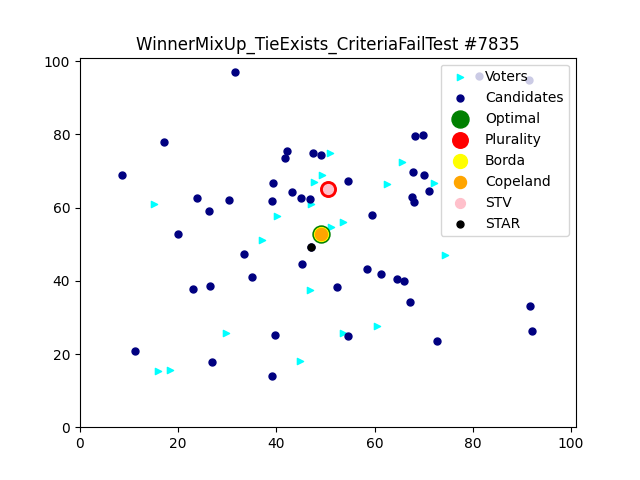 WinnerMixUp_TieExists_CriteriaFailTest #7835
100
80
60
40
20
0
0 20 40 60 80 100
Voters
Candidates
Optimal
Plurality
Borda
Copeland
STV
STAR